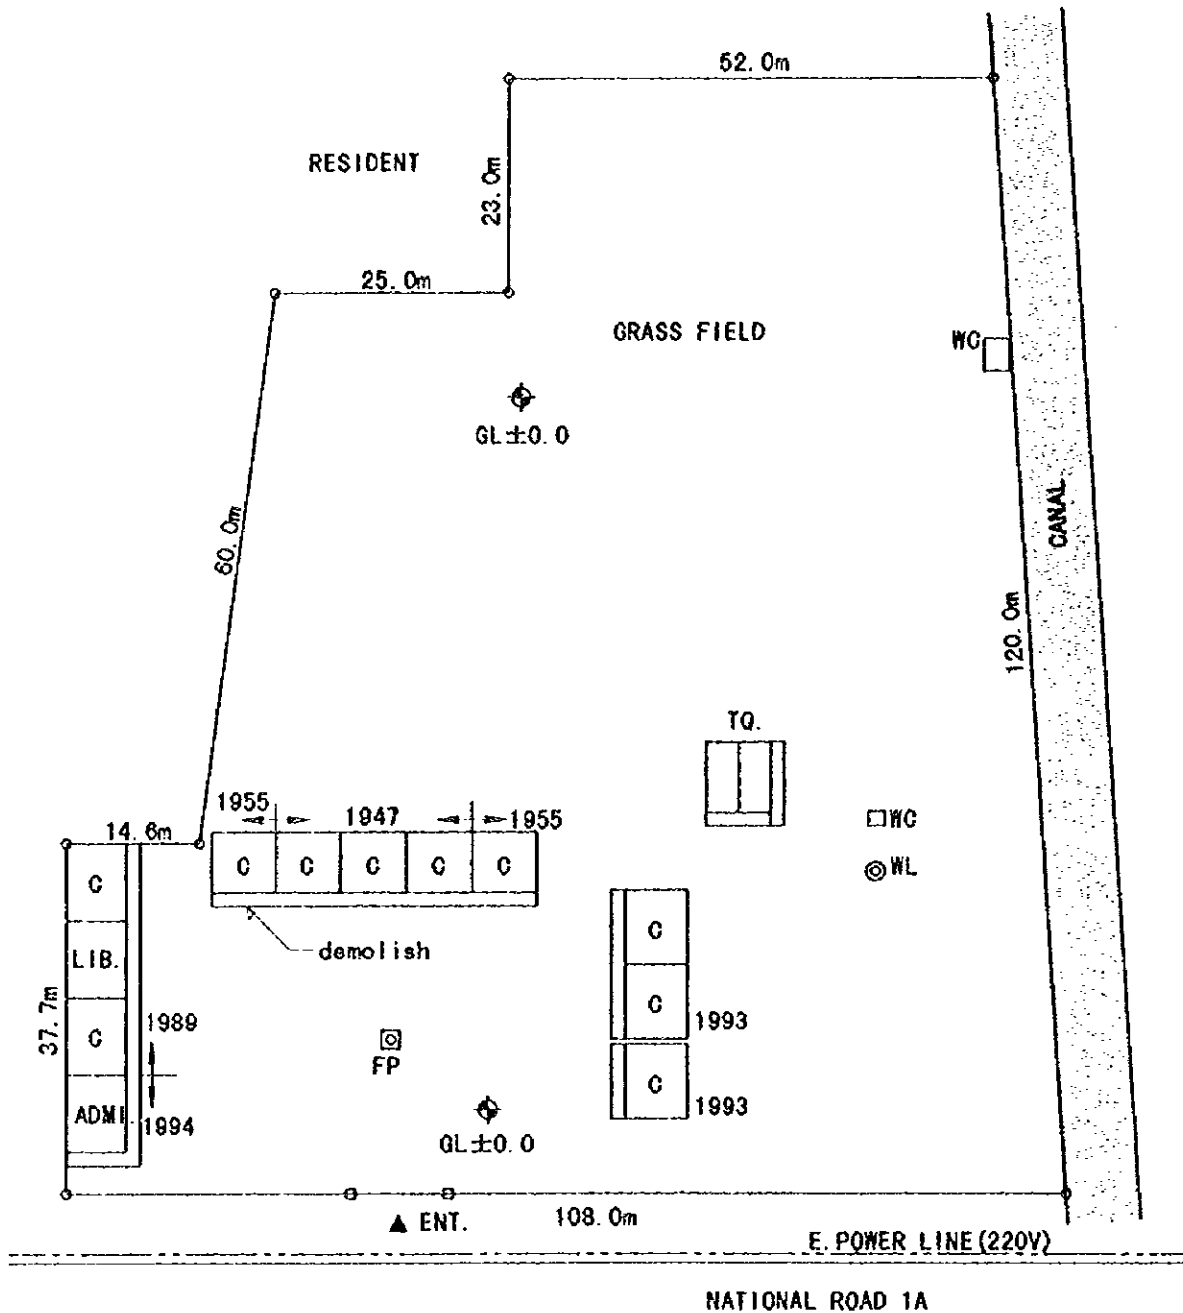 52.0m
RESIDENT
23.0m
25.0m
GRASS FIELD
WC
GL±0.0
CANAL
60.0m
120.0m
TQ.
1955
1947
1955
WC
14.6m
C
C
C
C
C
WL
C
demolish
C
LIB.
37.7m
C
1989
C
1993
FP
ADMI.
1994
C
1993
GL±0.0
▲ ENT.
108.0m
E. POWER LINE (220V)
NATIONAL ROAD 1A